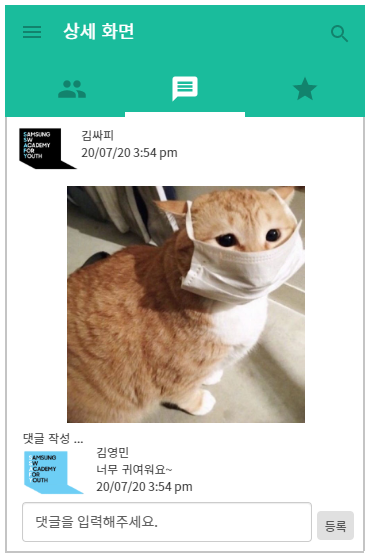 상세 화면
SAMSUNG
SW
ACADEMY
FOR
YOUTH
김싸피
20/07/20 3:54 pm
댓글 작성 ...
김영민
너무 귀여워요~
20/07/20 3:54 pm
댓글을 입력해주세요.
등록